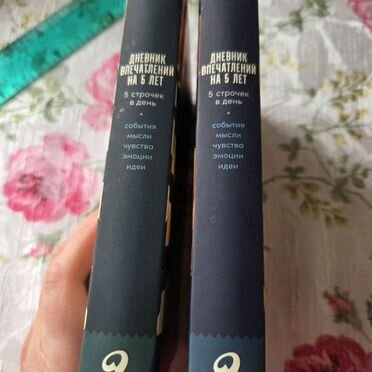 ДНЕВНИК
ВПЕЧАТЛЕНИЙ
НА 5 ЛЕТ
5 строчек
в день
•
события
мысли
чувства
эмоции
идеи
ДНЕВНИК
ВПЕЧАТЛЕНИЙ
НА 5 ЛЕТ
5 строчек
в день
•
события
мысли
чувства
эмоции
идеи